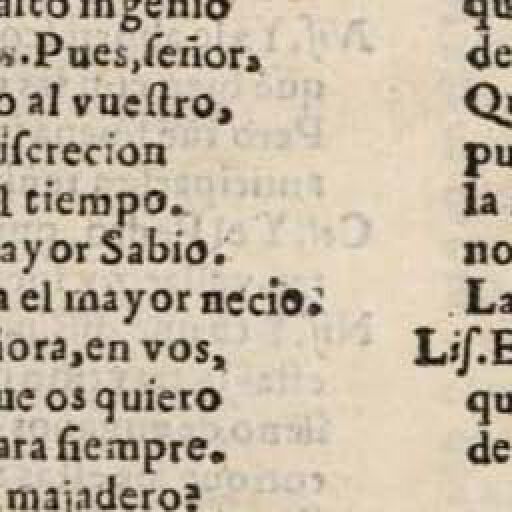 alto ingenio
s. Pues, señor,
o al vuestro,
iscrecion
l tiempo.
ayor Sabio.
a el mayor necio.
iora, en vos,
ue os quiero
ara siempre.
majadero?
qu
de
Qu
pu
la
no
La
Lis. E
qu
de